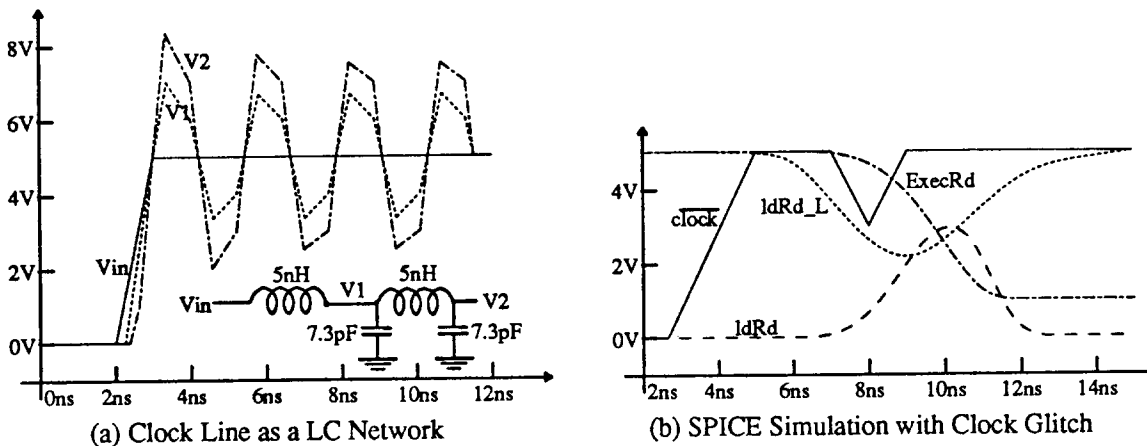 8V
6V
4V
2V
0V
V2
V1
Vin
5nH
5nH
Vin
V1
V2
7.3pF
7.3pF
0ns 2ns 4ns 6ns 8ns 10ns 12ns
(a) Clock Line as a LC Network
4V
2V
0V
clock
ldRd_L
ExecRd
ldRd
2ns 4ns 6ns 8ns 10ns 12ns 14ns
(b) SPICE Simulation with Clock Glitch